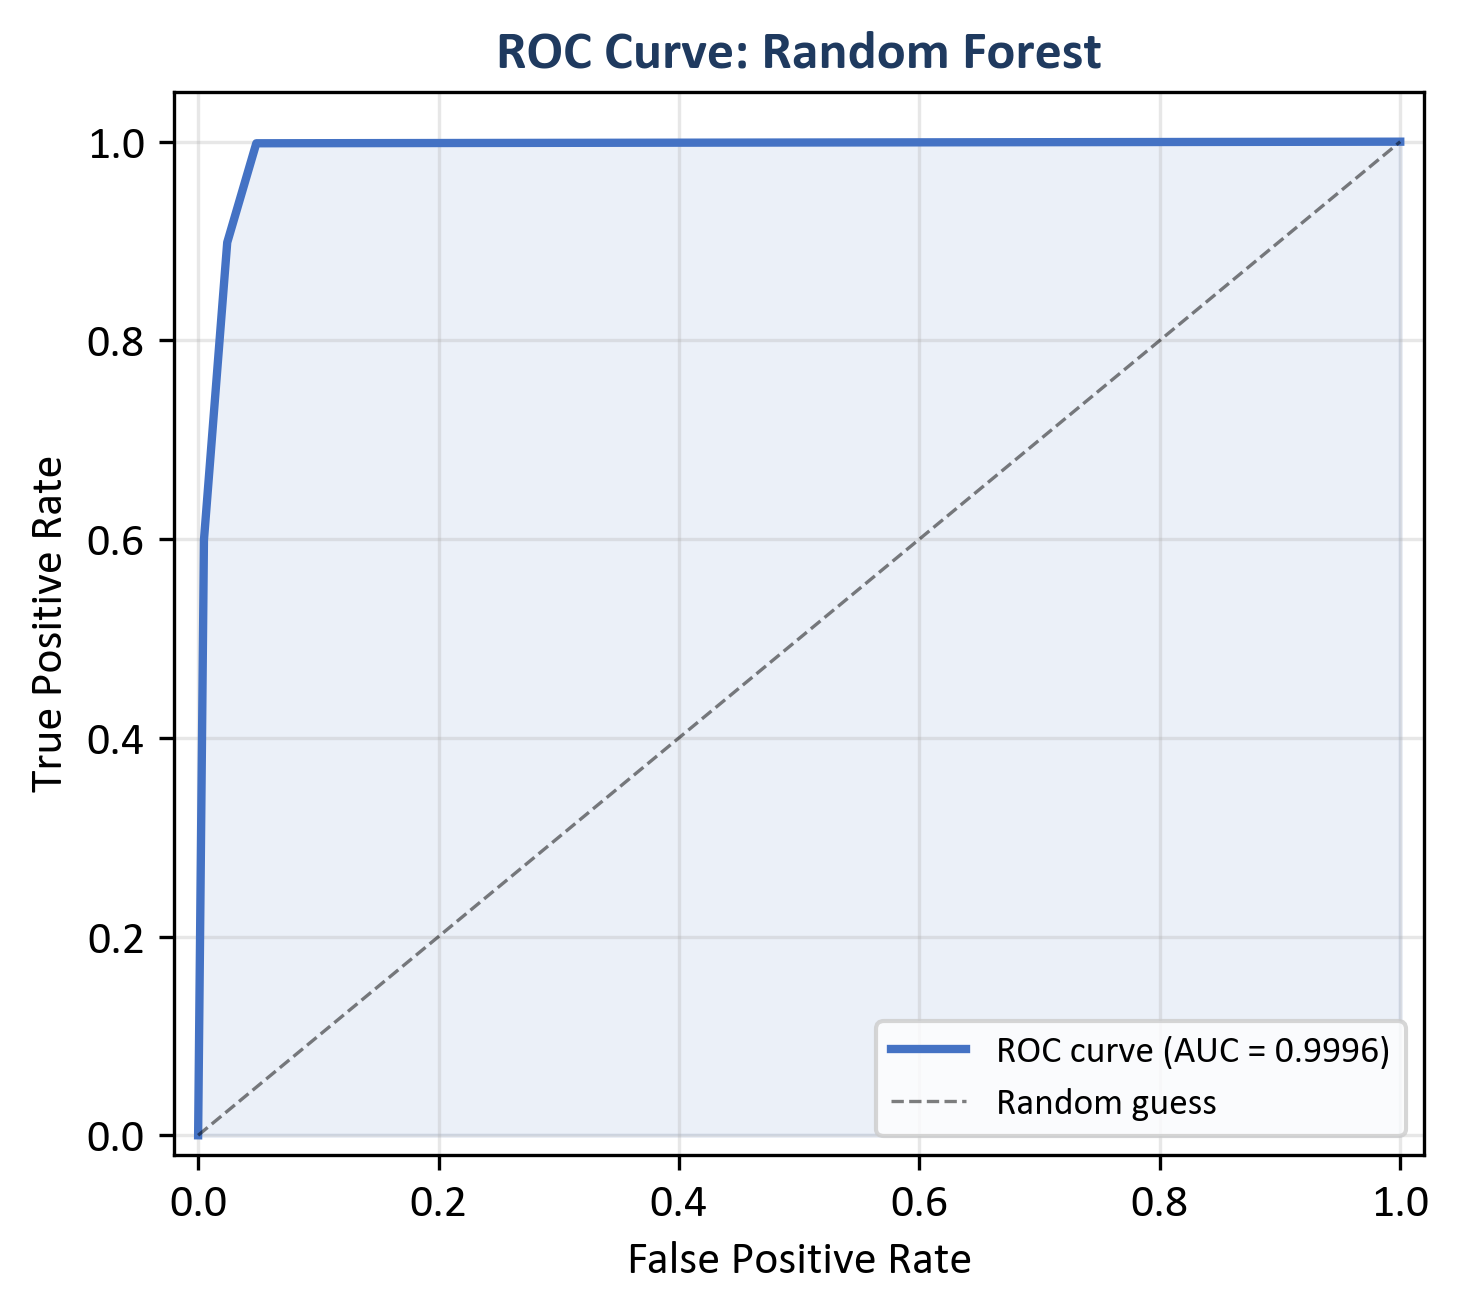 ROC Curve: Random Forest
True Positive Rate
1.0
0.8
0.6
0.4
0.2
0.0
ROC curve (AUC = 0.9996)
Random guess
0.0 0.2 0.4 0.6 0.8 1.0
False Positive Rate